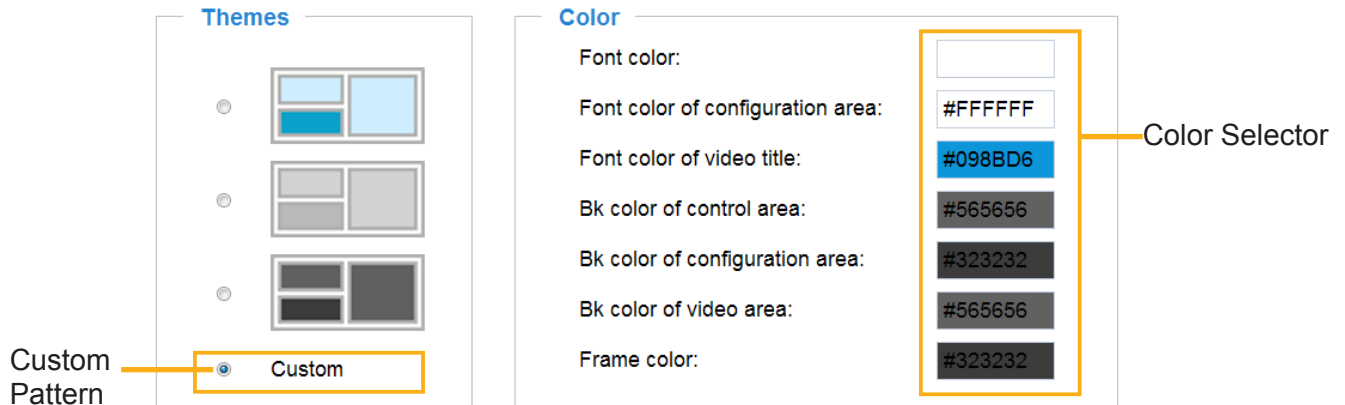 Themes
Custom
Custom
Pattern
Color
Font color:
Font color of configuration area: #FFFFFF
Font color of video title: #098BD6
Bk color of control area: #565656
Bk color of configuration area: #323232
Bk color of video area: #565656
Frame color: #323232
Color Selector